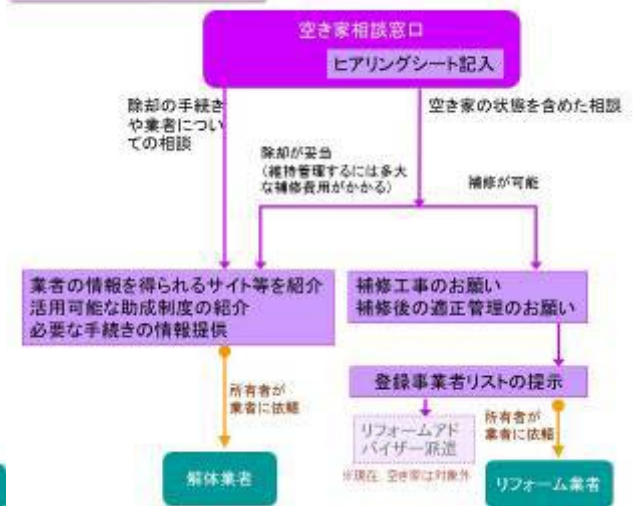 空き家相談窓口
ヒアリングシート記入
除却の手続き
や業者につい
ての相談
空き家の状態を含めた相談
除却が妥当
(維持管理するには多大
な補修費用がかかる)
補修が可能
業者の情報を得られるサイト等を紹介
活用可能な助成制度の紹介
必要な手続きの情報提供
補修工事のお願い
補修後の適正管理のお願い
登録事業者リストの提示
所有者が
業者に依頼
リフォームアド
バイザー派遣
※現在、空き家は対象外
所有者が
業者に依頼
解体業者
リフォーム業者